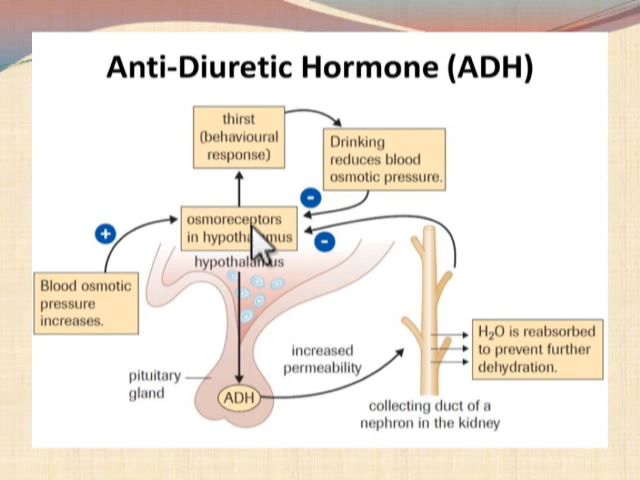 Anti-Diuretic Hormone (ADH)
thirst
(behavioural
response)
Drinking
reduces blood
osmotic pressure.
-
osmoreceptors
in hypothalamus
-
+
hypothalamus
Blood osmotic
pressure
increases.
H₂O is reabsorbed
to prevent further
dehydration.
increased
permeability
pituitary
gland
ADH
collecting duct of a
nephron in the kidney